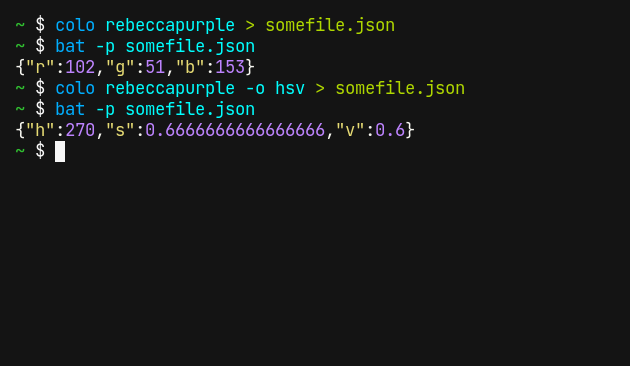 ~ $ colo rebeccapurple > somefile.json
~ $ bat -p somefile.json
{"r":102,"g":51,"b":153}
~ $ colo rebeccapurple -o hsv > somefile.json
~ $ bat -p somefile.json
{"h":270,"s":0.6666666666666666,"v":0.6}
~ $